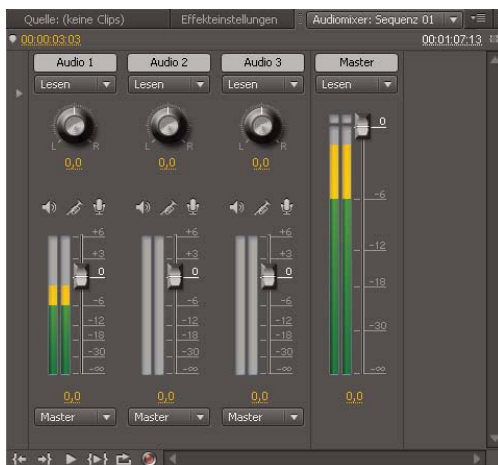 Quelle: (keine Clips) Effekteinstellungen Audiomixer: Sequenz 01
00:00:03:03 00:01:07:13
Audio 1 Audio 2 Audio 3 Master
Lesen Lesen Lesen Lesen
L R L R L R
0,0 0,0 0,0
+6 +6 +6 0
+3 +3 +3
0 0 0 -6
-6 -6 -6 -12
-12 -12 -12 -18
-18 -18 -18
-30 -30 -30 -30
-∞ -∞ -∞ -∞
0,0 0,0 0,0 0,0
Master Master Master